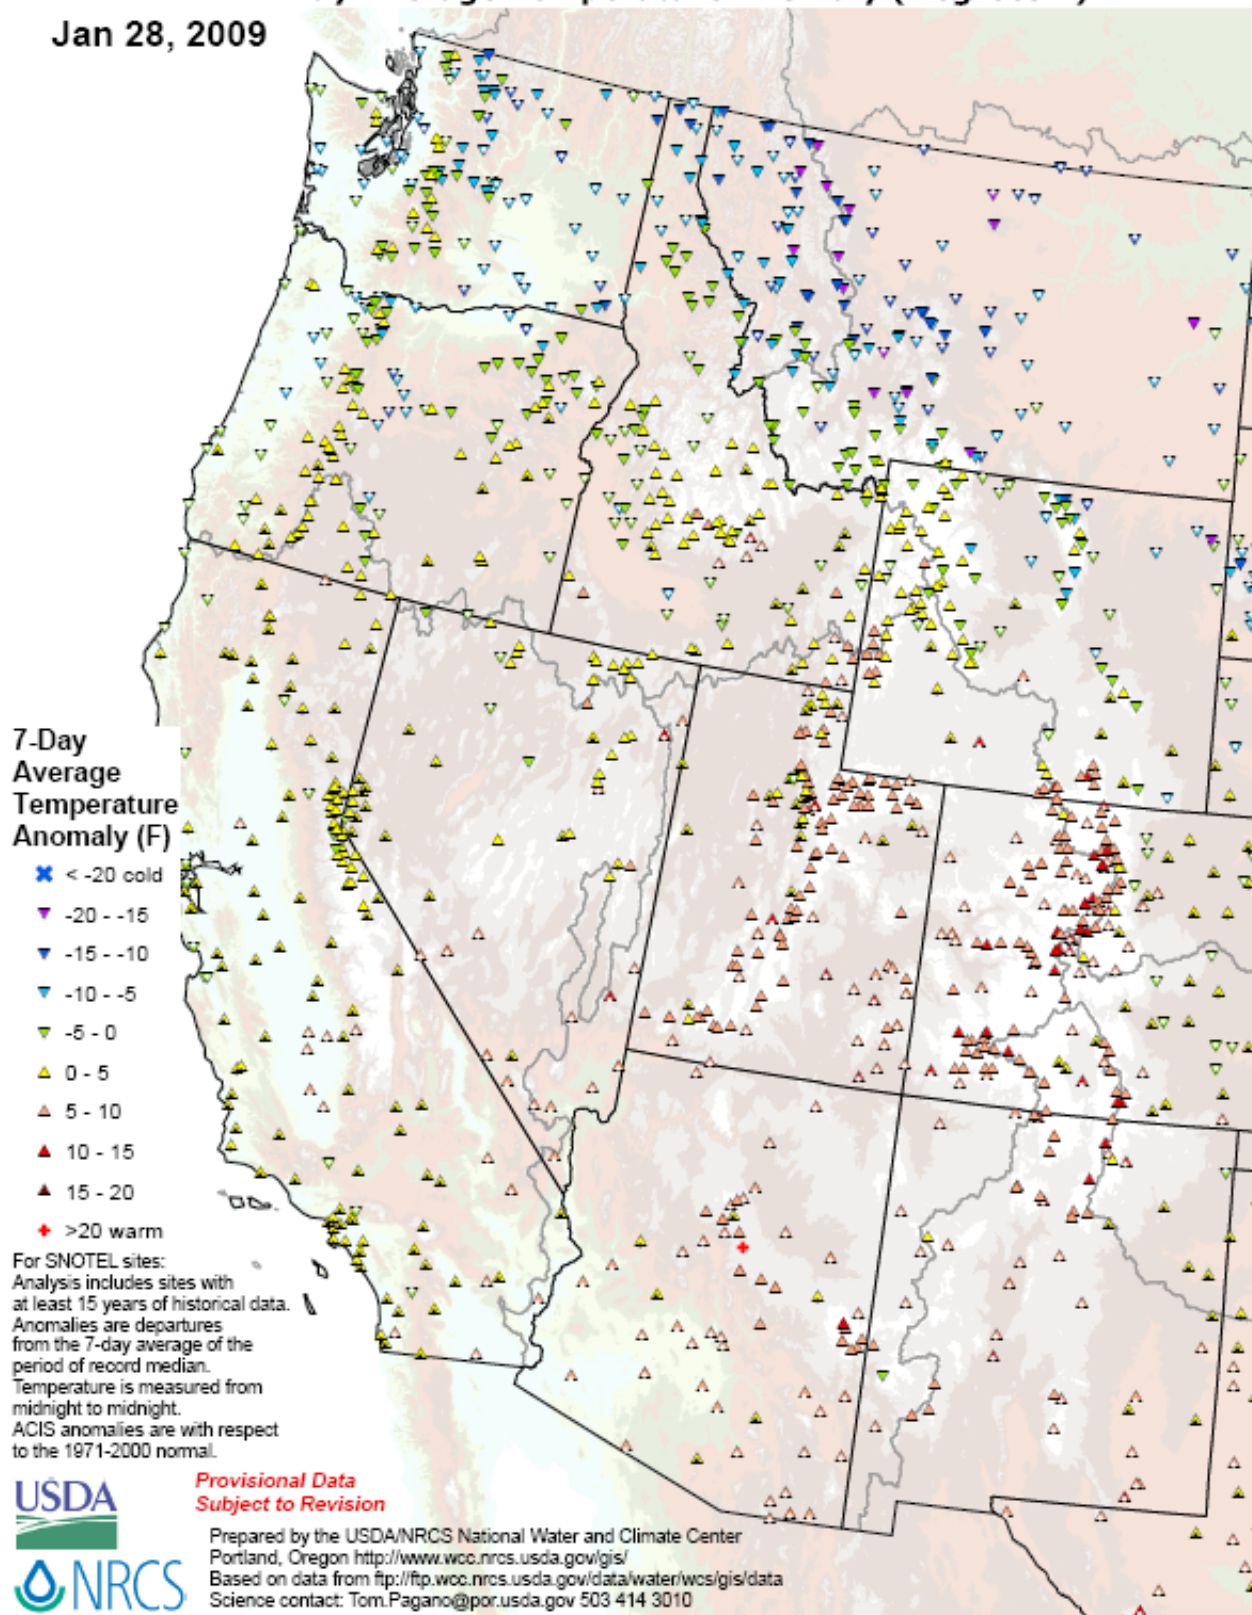 Jan 28, 2009
7-Day
Average
Temperature
Anomaly (F)
< -20 cold
-20 - -15
-15 - -10
-10 - -5
-5 - 0
0 - 5
5 - 10
10 - 15
15 - 20
>20 warm
For SNOTEL sites:
Analysis includes sites with
at least 15 years of historical data.
Anomalies are departures
from the 7-day average of the
period of record median.
Temperature is measured from
midnight to midnight.
ACIS anomalies are with respect
to the 1971-2000 normal.
USDA
NRCS
Provisional Data
Subject to Revision
Prepared by the USDA/NRCS National Water and Climate Center
Portland, Oregon http://www.wcc.nrcs.usda.gov/gis/
Based on data from ftp://ftp.wcc.nrcs.usda.gov/data/water/wcs/gis/data
Science contact: Tom.Pagano@por.usda.gov 503 414 3010